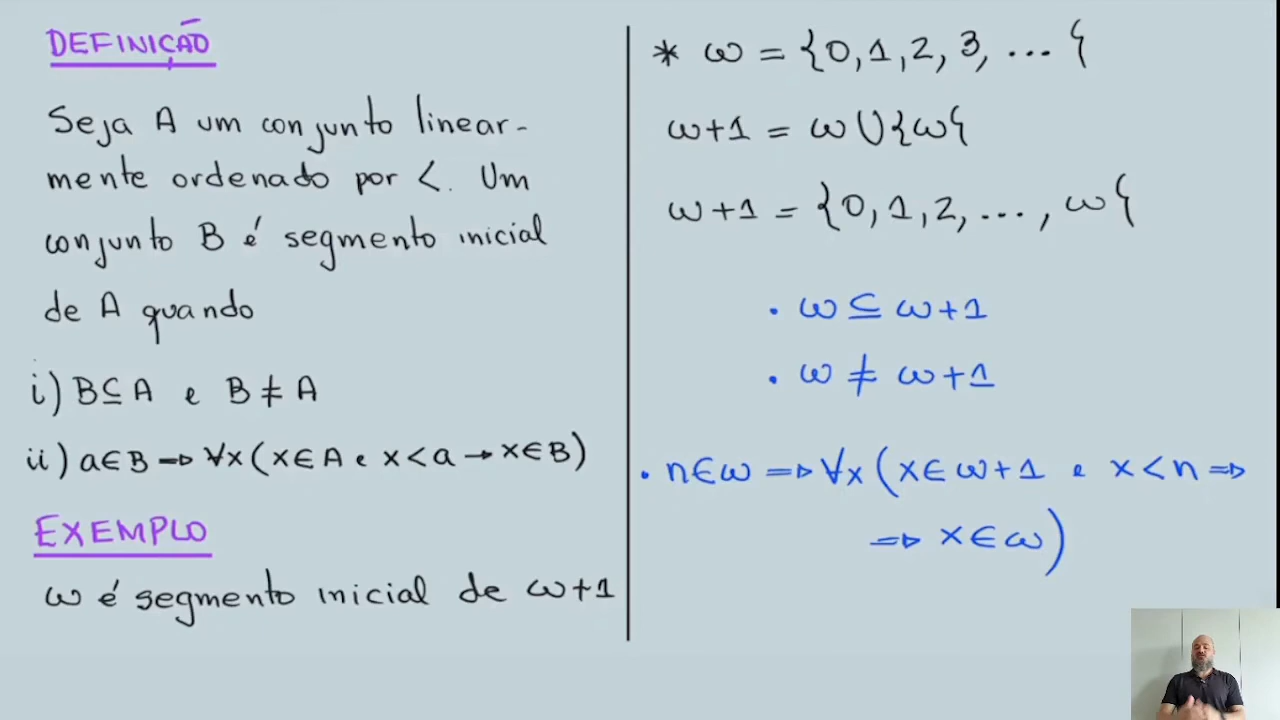 DEFINIÇÃO
Seja A um conjunto linear-
mente ordenado por <. Um
conjunto B é segmento inicial
de A quando
i) B⊆A e B≠A
ii) a∈B ⇒ ∀x(x∈A e x<a → x∈B)
EXEMPLO
ω é segmento inicial de ω+1
* ω = {0, 1, 2, 3, ... }
ω+1 = ω∪{ω}
ω+1 = {0, 1, 2, ..., ω}
• ω ⊆ ω+1
• ω ≠ ω+1
• n∈ω ⇒ ∀x (x∈ω+1 e x<n ⇒
⇒ x∈ω)